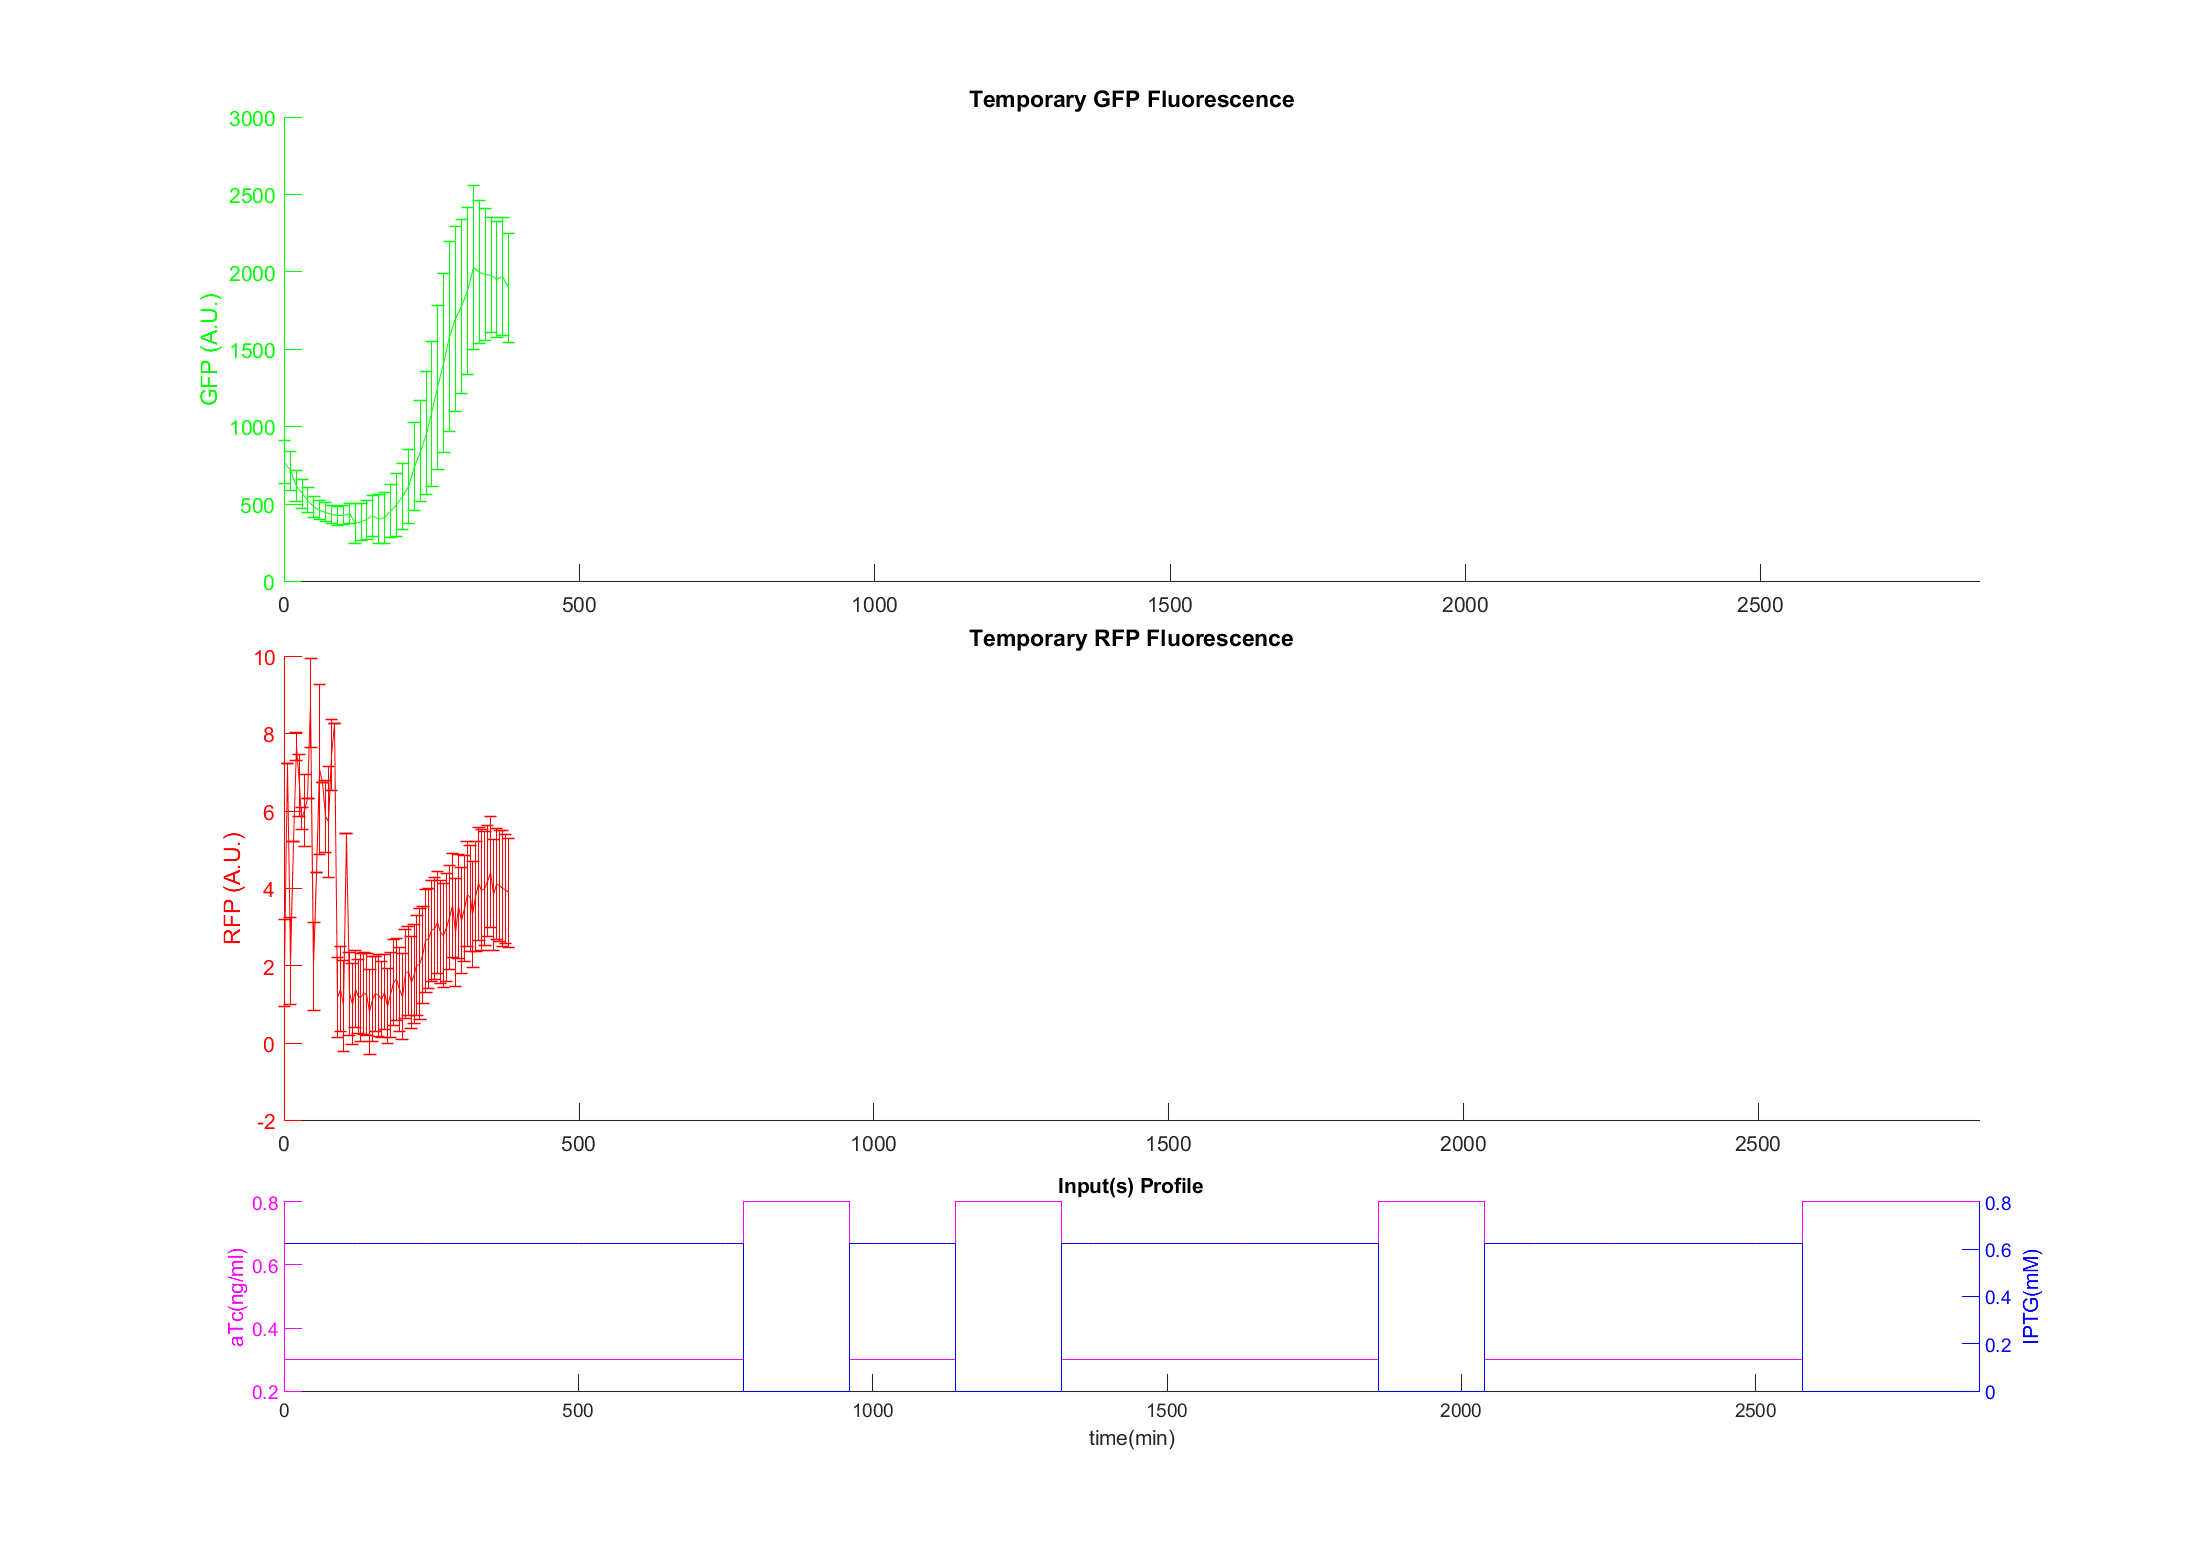 Temporary GFP Fluorescence
3000
2500
2000
1500
1000
500
0
GFP (A.U.)
0 500 1000 1500 2000 2500
Temporary RFP Fluorescence
10
8
6
4
2
0
-2
RFP (A.U.)
0 500 1000 1500 2000 2500
Input(s) Profile
0.8
0.6
0.4
0.2
aTc(ng/ml)
0.8
0.6
0.4
0.2
0
IPTG(mM)
0 500 1000 1500 2000 2500
time(min)